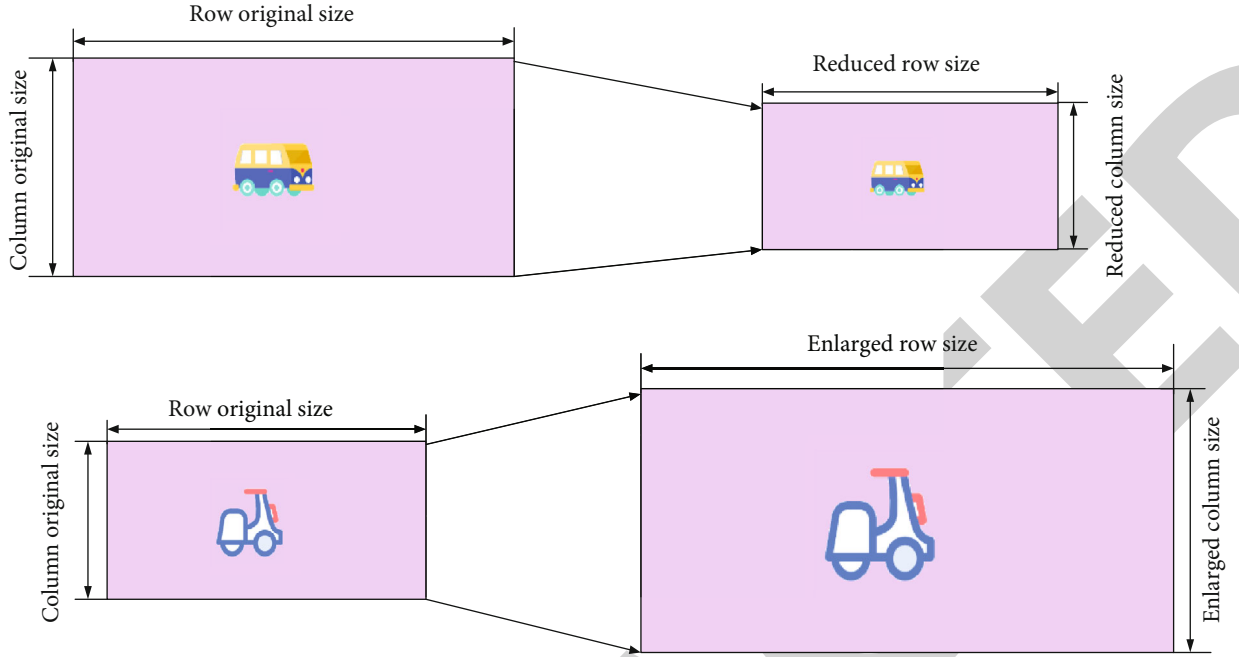 Row original size
Column original size
Reduced row size
Reduced column size
Enlarged row size
Row original size
Column original size
Enlarged column size